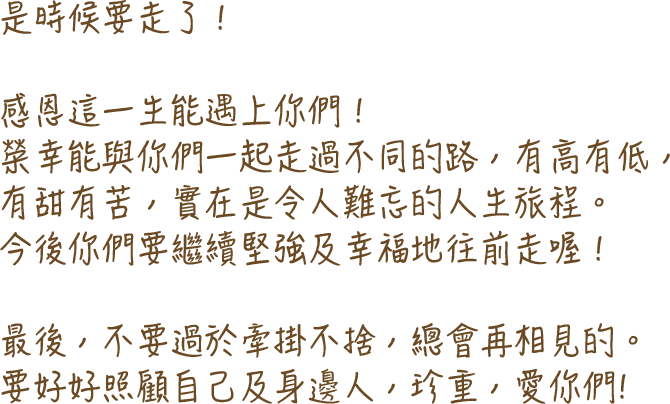 是時候要走了！
感恩這一生能遇上你們！
榮幸能與你們一起走過不同的路，有高有低，
有甜有苦，實在是令人難忘的人生旅程。
今後你們要繼續堅強及幸福地往前走喔！
最後，不要過於牽掛不捨，總會再相見的。
要好好照顧自己及身邊人，珍重，愛你們!